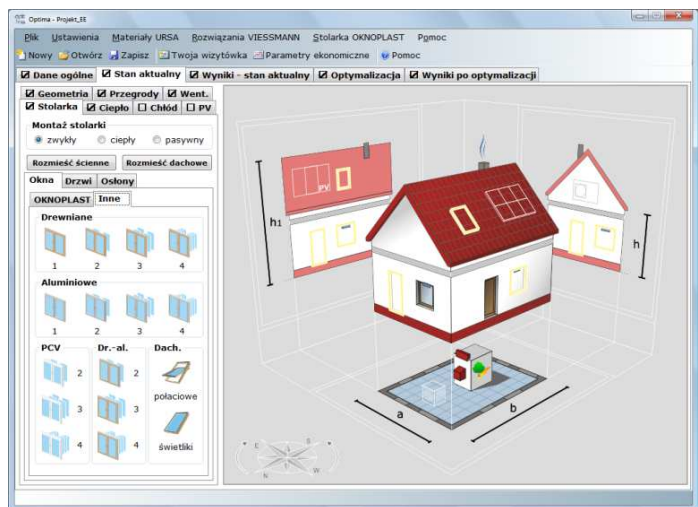 Optima - Projekt_EE
Plik Ustawienia Materiały URSA Rozwiązania VIESSMANN Stolarka OKNOPLAST Pomoc
Nowy Otwórz Zapisz Twoja wizytówka Parametry ekonomiczne Pomoc
Dane ogólne Stan aktualny Wyniki - stan aktualny Optymalizacja Wyniki po optymalizacji
Geometria Przegrody Went.
Stolarka Ciepło Chłód PV
Montaż stolarki
zwykły ciepły pasywny
Rozmieść ścienne Rozmieść dachowe
Okna Drzwi Osłony
OKNOPLAST Inne
Drewniane
1 2 3 4
Aluminiowe
1 2 3 4
PCV Dr.-al. Dach.
2 2
połaciowe
3 3
4 4
świetliki
PV
h1
h
a
b
E S
N W